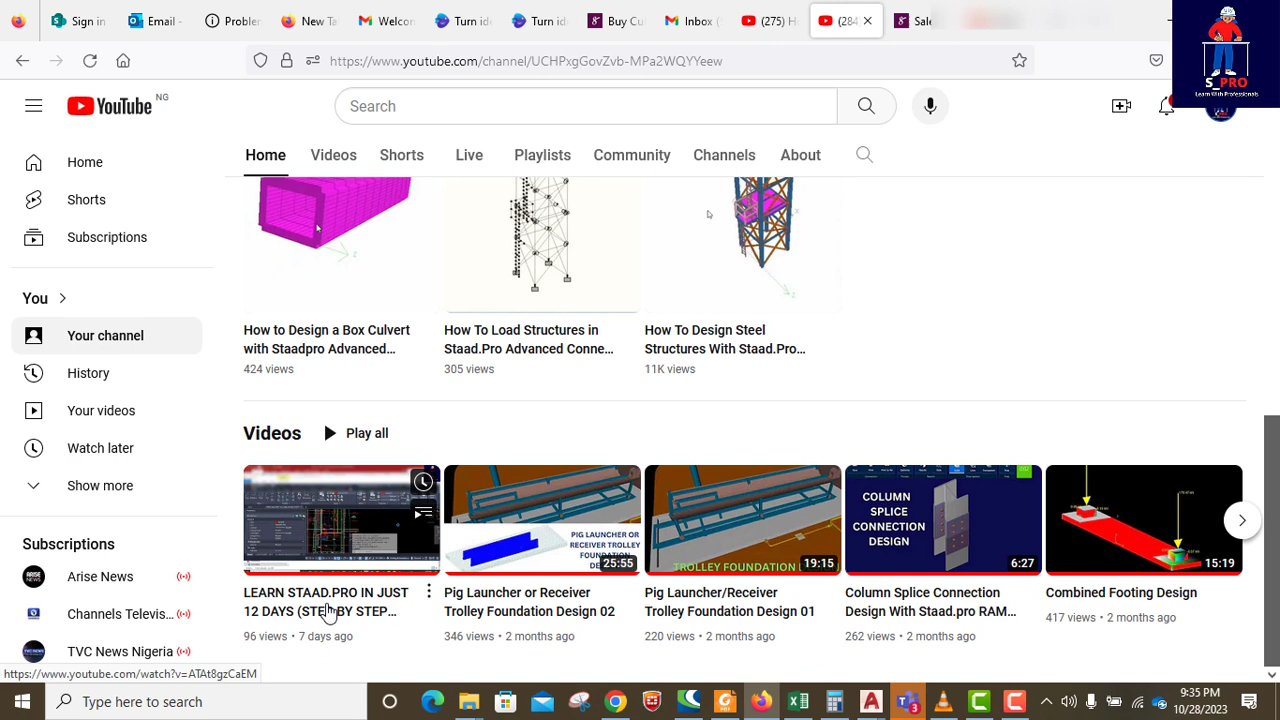 Sign in
Email -
Problem
New Ta
Welcon
Turn id
Turn id
Buy Cu
Inbox (
(275) H
(284
Sale
https://www.youtube.com/channel/UCHPxgGovZvb-MPa2WQYYeew
S_PRO
Learn With Professionals
YouTube NG
Search
Home Videos Shorts Live Playlists Community Channels About
Home
Shorts
Subscriptions
You
Your channel
History
Your videos
Watch later
Show more
Subscriptions
Arise News
Channels Televis...
TVC News Nigeria
How to Design a Box Culvert
with Staadpro Advanced...
424 views
How To Load Structures in
Staad.Pro Advanced Conne...
305 views
How To Design Steel
Structures With Staad.Pro...
11K views
Videos Play all
LEARN STAAD.PRO IN JUST
12 DAYS (STEP BY STEP...
96 views • 7 days ago
PIG LAUNCHER
OR RECEIVER
TROLLEY
25:55
Pig Launcher or Receiver
Trolley Foundation Design 02
346 views • 2 months ago
TROLLEY FOUNDATION
19:15
Pig Launcher/Receiver
Trolley Foundation Design 01
220 views • 2 months ago
COLUMN
SPLICE
CONNECTION
DESIGN
6:27
Column Splice Connection
Design With Staad.pro RAM...
262 views • 2 months ago
15:19
Combined Footing Design
417 views • 2 months ago
https://www.youtube.com/watch?v=ATAt8gzCaEM
Type here to search
3
9:35 PM
10/28/2023